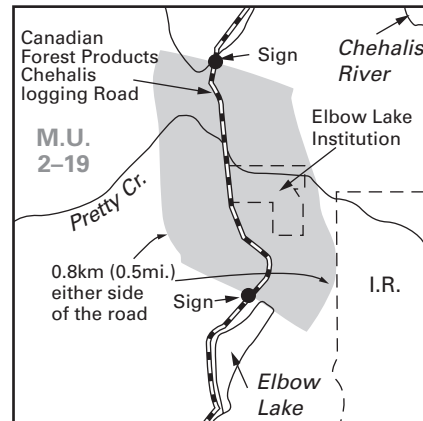 Canadian
Forest Products
Chehalis
logging Road
Sign
Chehalis
River
Elbow Lake
Institution
M.U.
2–19
Pretty Cr.
0.8km (0.5mi.)
either side
of the road
Sign
I.R.
Elbow
Lake